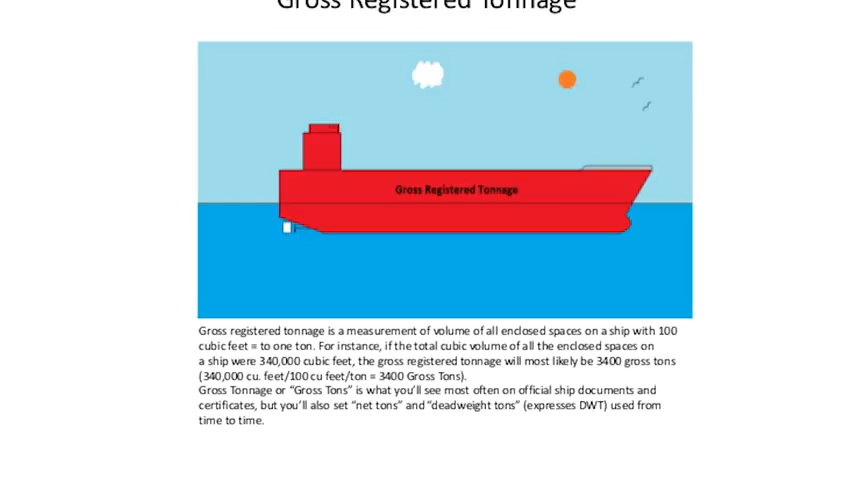 Gross Registered Tonnage
Gross Registered Tonnage
Gross registered tonnage is a measurement of volume of all enclosed spaces on a ship with 100
cubic feet = to one ton. For instance, if the total cubic volume of all the enclosed spaces on
a ship were 340,000 cubic feet, the gross registered tonnage will most likely be 3400 gross tons
(340,000 cu. feet/100 cu feet/ton = 3400 Gross Tons).
Gross Tonnage or “Gross Tons” is what you’ll see most often on official ship documents and
certificates, but you’ll also set “net tons” and “deadweight tons” (expresses DWT) used from
time to time.